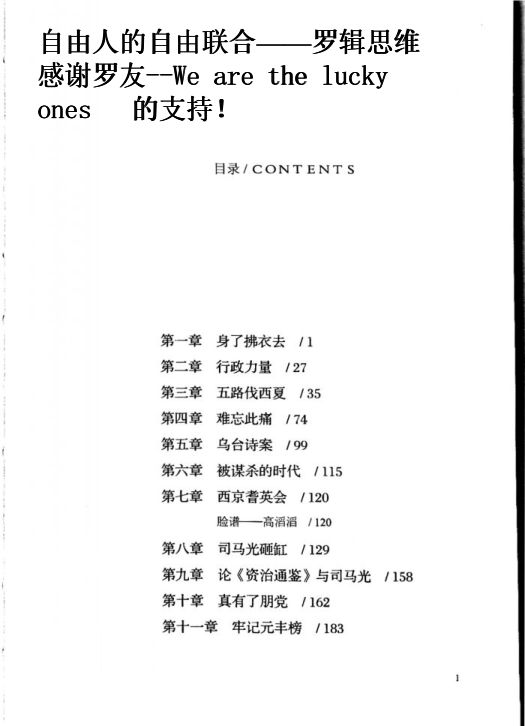 自由人的自由联合——罗辑思维
感谢罗友--We are the lucky
ones 的支持！
目录 / CONTENTS
第一章 身了拂衣去 / 1
第二章 行政力量 / 27
第三章 五路伐西夏 / 35
第四章 难忘此痛 / 74
第五章 乌台诗案 / 99
第六章 被谋杀的时代 / 115
第七章 西京耆英会 / 120
脸谱——高滔滔 / 120
第八章 司马光砸缸 / 129
第九章 论《资治通鉴》与司马光 / 158
第十章 真有了朋党 / 162
第十一章 牢记元丰榜 / 183
1